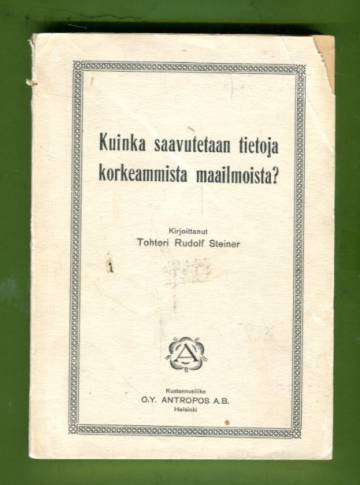 Kuinka saavutetaan tietoja
korkeammista maailmoista?
Kirjoittanut
Tohtori Rudolf Steiner
A
Kustannusliike
O.Y. ANTROPOS A.B.
Helsinki